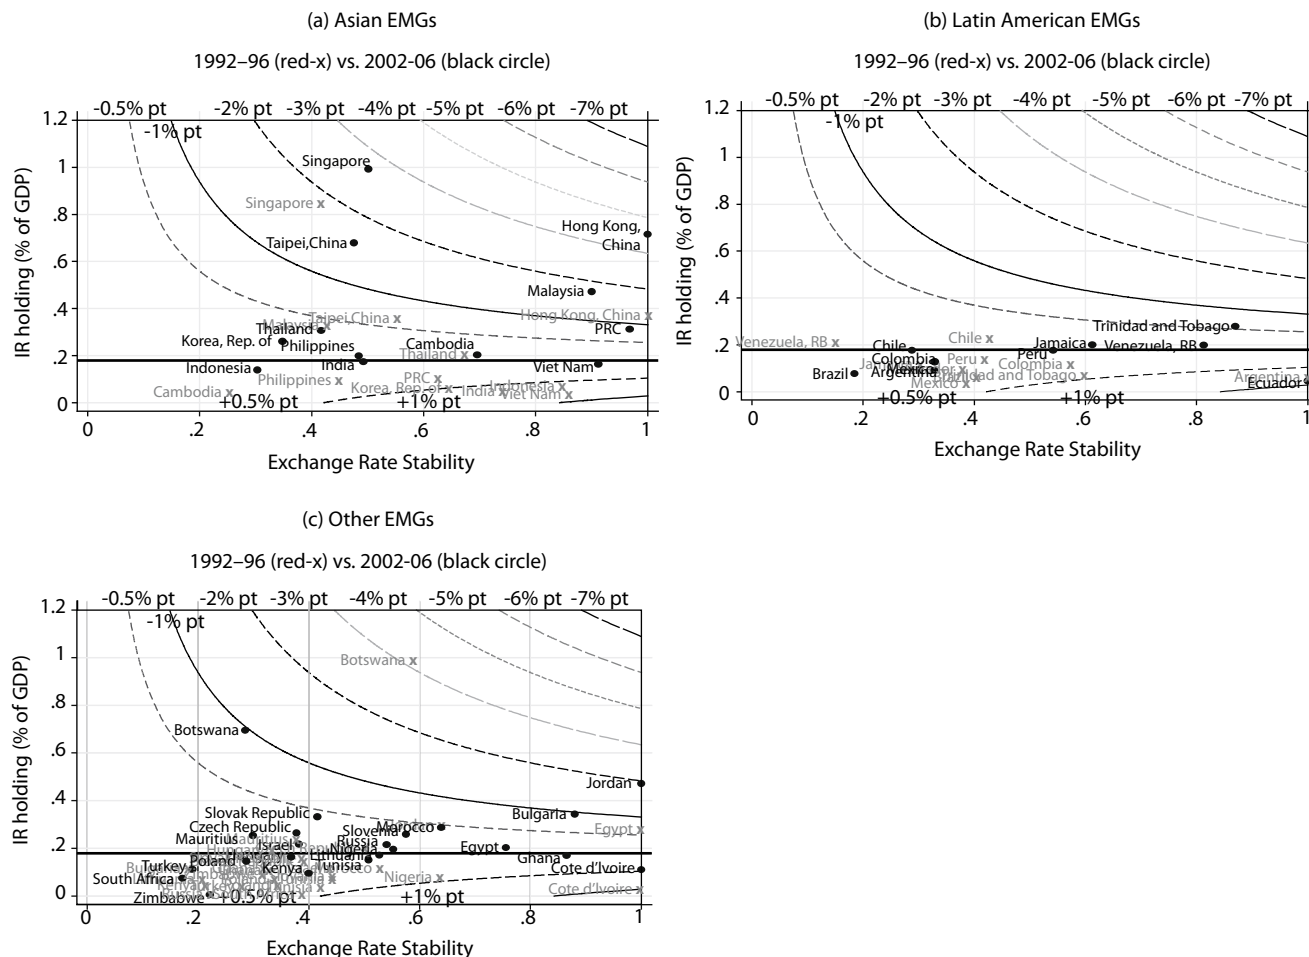 (a) Asian EMGs
1992–96 (red-x) vs. 2002-06 (black circle)
-0.5% pt -2% pt -3% pt -4% pt -5% pt -6% pt -7% pt
-1% pt
IR holding (% of GDP)
1.2
1
.8
.6
.4
.2
0
Singapore
Singapore x
Taipei,China
Hong Kong,
China
Malaysia
Hong Kong, China x
PRC
Taipei,China x
Malaysia x
Thailand
Korea, Rep. of
Philippines
Cambodia
Thailand x
India
Viet Nam
Indonesia
Philippines x
PRC x
Korea, Rep. of x
India x
Indonesia x
Viet Nam x
Cambodia x
+0.5% pt
+1% pt
0 .2 .4 .6 .8 1
Exchange Rate Stability
(b) Latin American EMGs
1992–96 (red-x) vs. 2002-06 (black circle)
-0.5% pt -2% pt -3% pt -4% pt -5% pt -6% pt -7% pt
-1% pt
IR holding (% of GDP)
1.2
1
.8
.6
.4
.2
0
Trinidad and Tobago
Venezuela, RB x
Chile x
Chile
Jamaica
Venezuela, RB
Peru
Peru x
Colombia
Colombia x
Mexico
Argentina
Brazil
Trinidad and Tobago x
Mexico x
Argentina x
Ecuador
+0.5% pt
+1% pt
0 .2 .4 .6 .8 1
Exchange Rate Stability
(c) Other EMGs
1992–96 (red-x) vs. 2002-06 (black circle)
-0.5% pt -2% pt -3% pt -4% pt -5% pt -6% pt -7% pt
-1% pt
IR holding (% of GDP)
1.2
1
.8
.6
.4
.2
0
Botswana x
Botswana
Jordan
Slovak Republic
Bulgaria
Czech Republic
Morocco
Egypt x
Slovenia
Mauritius
Mauritius x
Israel
Russia
Nigeria
Egypt
Ghana
Poland
Tunisia
Turkey
Kenya
Cote d’Ivoire
South Africa
Nigeria x
Cote d’Ivoire x
Zimbabwe
+0.5% pt
+1% pt
0 .2 .4 .6 .8 1
Exchange Rate Stability